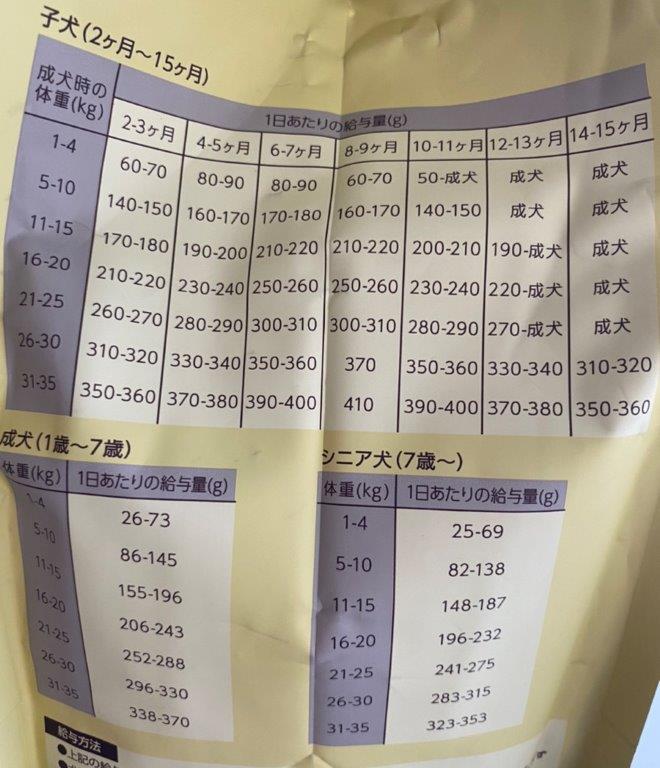 子犬(2ヶ月〜15ヶ月)
成犬時の体重(kg) 1日あたりの給与量(g)
2-3ヶ月 4-5ヶ月 6-7ヶ月 8-9ヶ月 10-11ヶ月 12-13ヶ月 14-15ヶ月
1-4 60-70 80-90 80-90 60-70 50-成犬 成犬 成犬
5-10 140-150 160-170 170-180 160-170 140-150 成犬 成犬
11-15 170-180 190-200 210-220 210-220 200-210 190-成犬 成犬
16-20 210-220 230-240 250-260 250-260 230-240 220-成犬 成犬
21-25 260-270 280-290 300-310 300-310 280-290 270-成犬 成犬
26-30 310-320 330-340 350-360 370 350-360 330-340 310-320
31-35 350-360 370-380 390-400 410 390-400 370-380 350-360
成犬(1歳〜7歳)
体重(kg) 1日あたりの給与量(g)
1-4 26-73
5-10 86-145
11-15 155-196
16-20 206-243
21-25 252-288
26-30 296-330
31-35 338-370
シニア犬(7歳〜)
体重(kg) 1日あたりの給与量(g)
1-4 25-69
5-10 82-138
11-15 148-187
16-20 196-232
21-25 241-275
26-30 283-315
31-35 323-353
給与方法
●上記の給